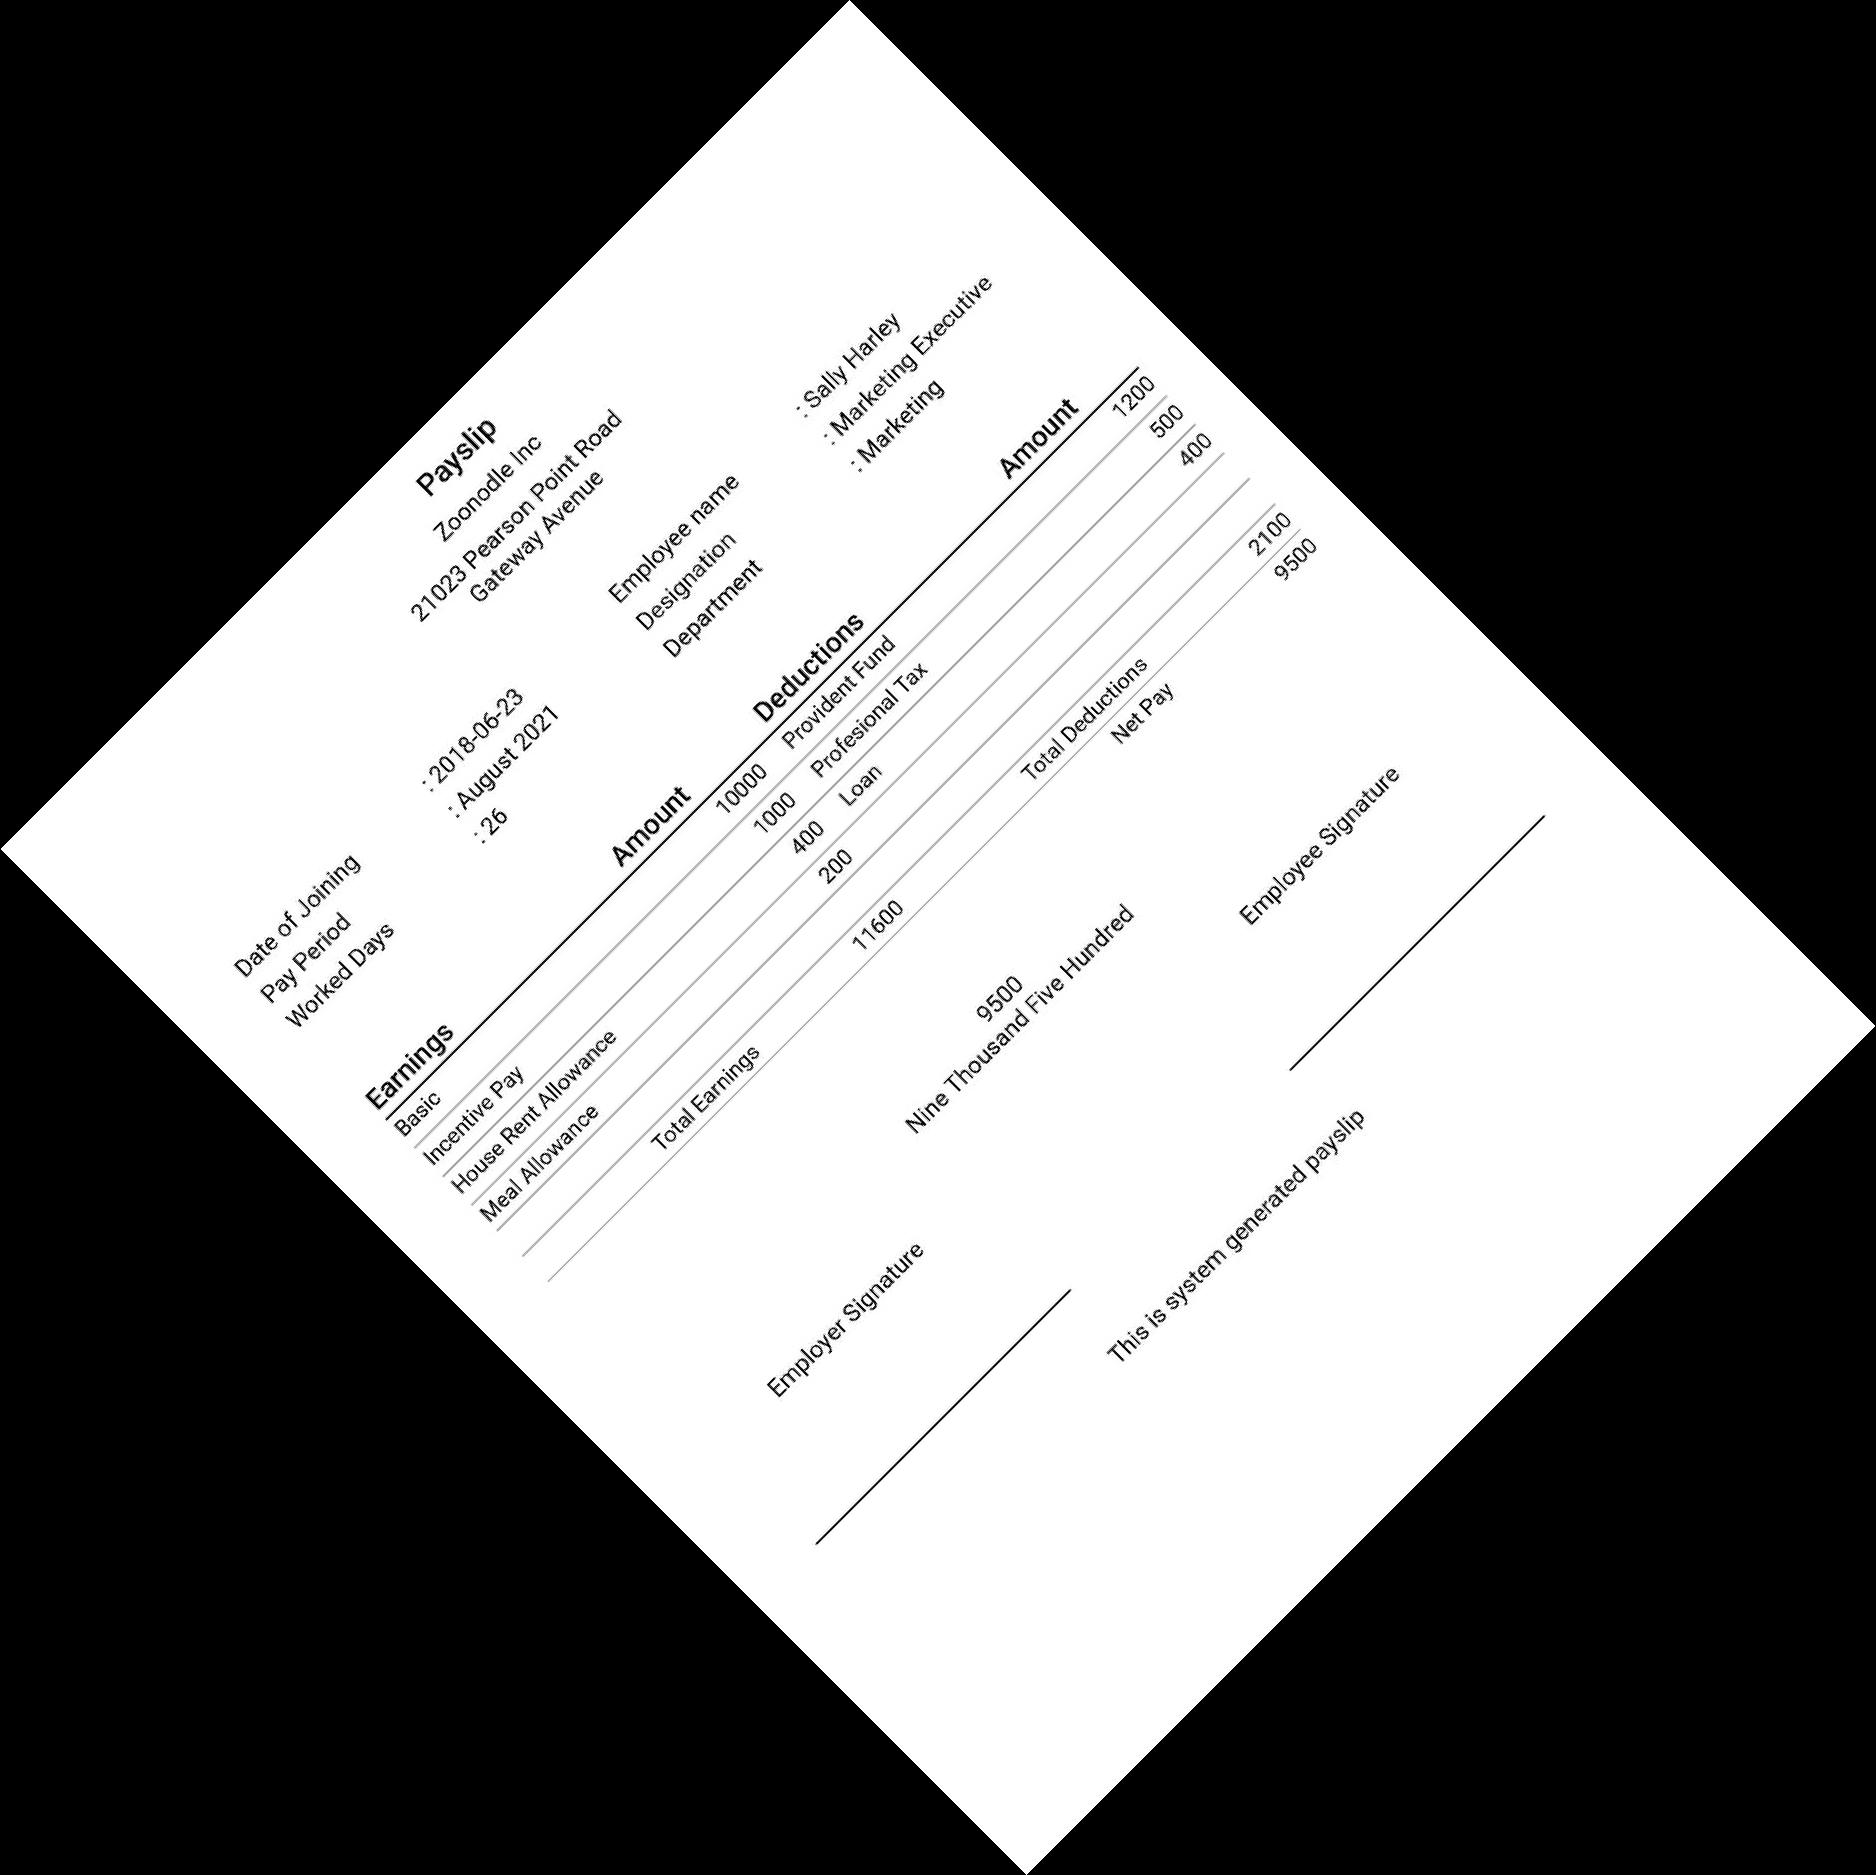 Payslip
Zoonodle Inc
21023 Pearson Point Road
Gateway Avenue
Date of Joining : 2018-06-23 Employee name : Sally Harley
Pay Period : August 2021 Designation : Marketing Executive
Worked Days : 26 Department : Marketing
Earnings Amount Deductions Amount
Basic 10000 Provident Fund 1200
Incentive Pay 1000 Profesional Tax 500
House Rent Allowance 400 Loan 400
Meal Allowance 200
Total Earnings 11600 Total Deductions 2100
Net Pay 9500
9500
Nine Thousand Five Hundred
Employer Signature Employee Signature
This is system generated payslip